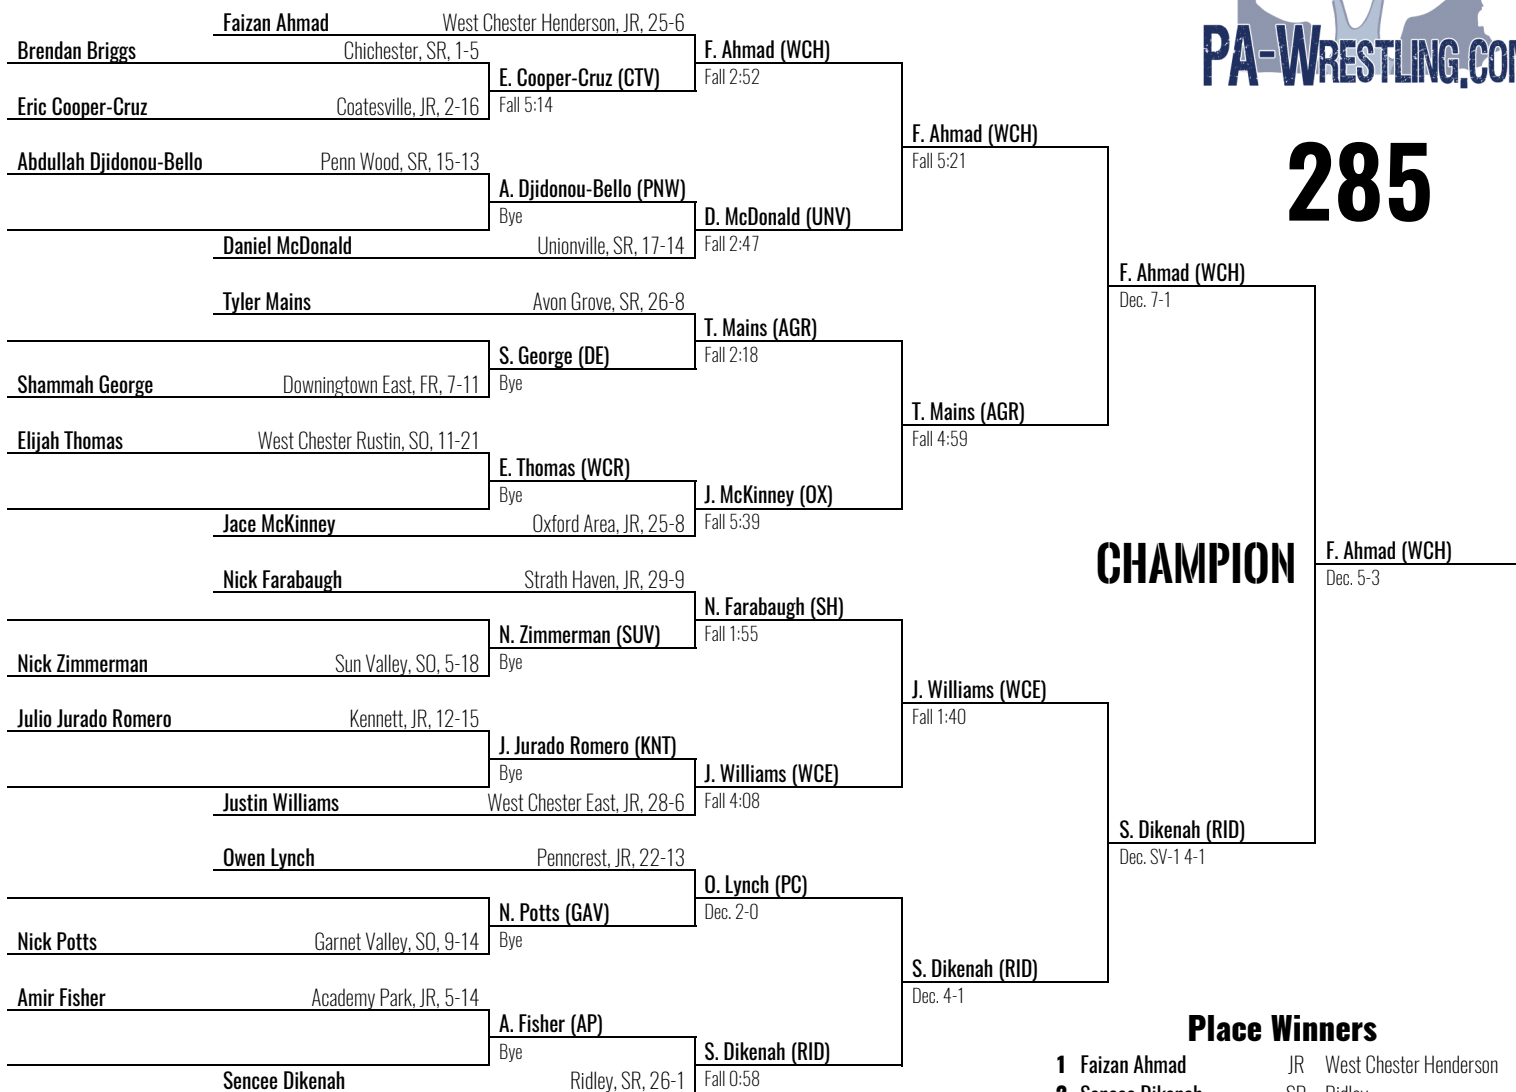 Faizan Ahmad West Chester Henderson, JR, 25-6
Brendan Briggs Chichester, SR, 1-5
F. Ahmad (WCH)
E. Cooper-Cruz (CTV)
Fall 2:52
Eric Cooper-Cruz Coatesville, JR, 2-16
Fall 5:14
F. Ahmad (WCH)
Abdullah Djidonou-Bello Penn Wood, SR, 15-13
Fall 5:21
A. Djidonou-Bello (PNW)
Bye
D. McDonald (UNV)
Daniel McDonald Unionville, SR, 17-14
Fall 2:47
F. Ahmad (WCH)
Tyler Mains Avon Grove, SR, 26-8
Dec. 7-1
T. Mains (AGR)
S. George (DE)
Fall 2:18
Shammah George Downingtown East, FR, 7-11
Bye
T. Mains (AGR)
Elijah Thomas West Chester Rustin, SO, 11-21
Fall 4:59
E. Thomas (WCR)
Bye
J. McKinney (OX)
Jace McKinney Oxford Area, JR, 25-8
Fall 5:39
CHAMPION
F. Ahmad (WCH)
Nick Farabaugh Strath Haven, JR, 29-9
Dec. 5-3
N. Farabaugh (SH)
N. Zimmerman (SUV)
Fall 1:55
Nick Zimmerman Sun Valley, SO, 5-18
Bye
J. Williams (WCE)
Julio Jurado Romero Kennett, JR, 12-15
Fall 1:40
J. Jurado Romero (KNT)
Bye
J. Williams (WCE)
Justin Williams West Chester East, JR, 28-6
Fall 4:08
S. Dikenah (RID)
Owen Lynch Penncrest, JR, 22-13
Dec. SV-1 4-1
O. Lynch (PC)
N. Potts (GAV)
Dec. 2-0
Nick Potts Garnet Valley, SO, 9-14
Bye
S. Dikenah (RID)
Amir Fisher Academy Park, JR, 5-14
Dec. 4-1
A. Fisher (AP)
Bye
S. Dikenah (RID)
Sencee Dikenah Ridley, SR, 26-1
Fall 0:58
PA-WRESTLING.CO
285
Place Winners
1 Faizan Ahmad JR West Chester Henderson
2 Sencee Dikenah SR Ridley